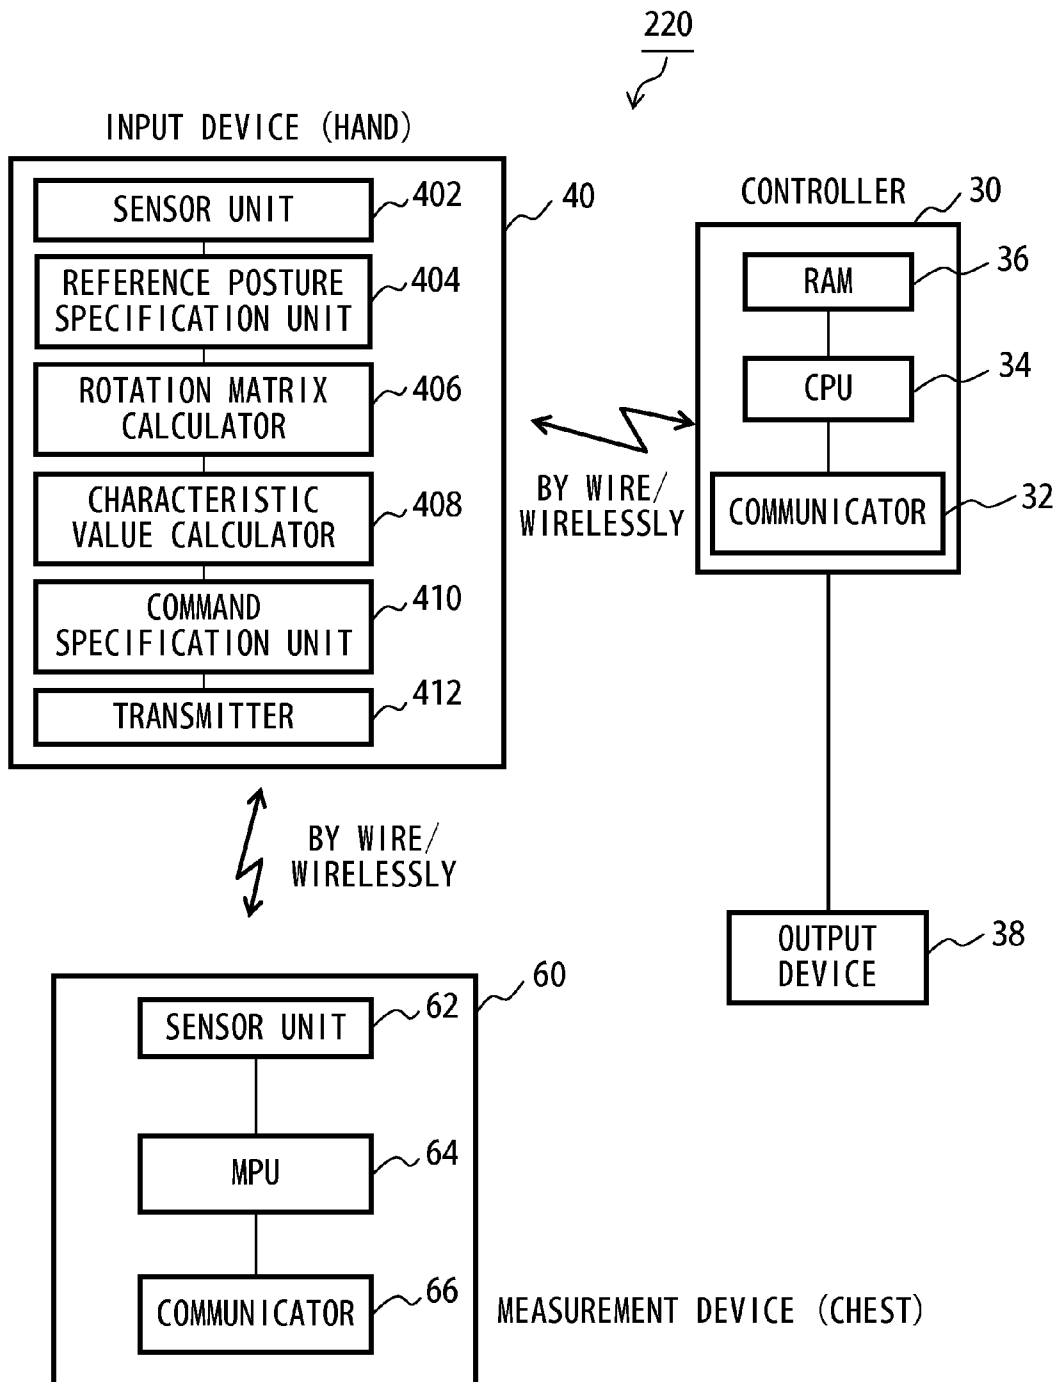 220
INPUT DEVICE (HAND)
SENSOR UNIT
402
REFERENCE POSTURE
SPECIFICATION UNIT
404
ROTATION MATRIX
CALCULATOR
406
CHARACTERISTIC
VALUE CALCULATOR
408
COMMAND
SPECIFICATION UNIT
410
TRANSMITTER
412
40
BY WIRE/
WIRELESSLY
CONTROLLER
30
RAM
36
CPU
34
COMMUNICATOR
32
BY WIRE/
WIRELESSLY
OUTPUT
DEVICE
38
60
SENSOR UNIT
62
MPU
64
COMMUNICATOR
66
MEASUREMENT DEVICE (CHEST)